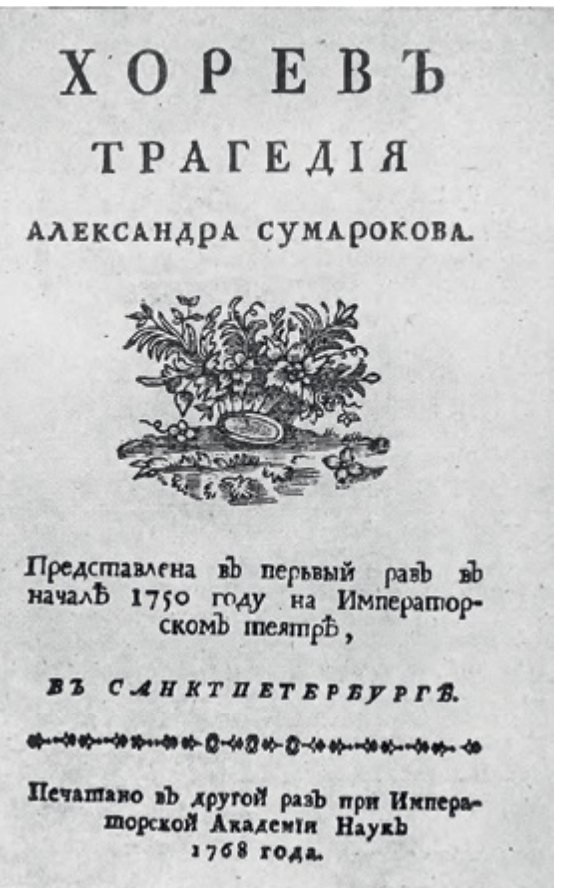 ХОРЕВЪ
ТРАГЕДІЯ
АЛЕКСАНДРА СУМАРОКОВА.
Представлена въ перьвый разъ въ
началѣ 1750 году на Император-
скомъ театрѣ,
ВЪ САНКТПЕТЕРБУРГѢ.
Печатано въ другой разъ при Импера-
торской Академіи Наукъ
1768 года.